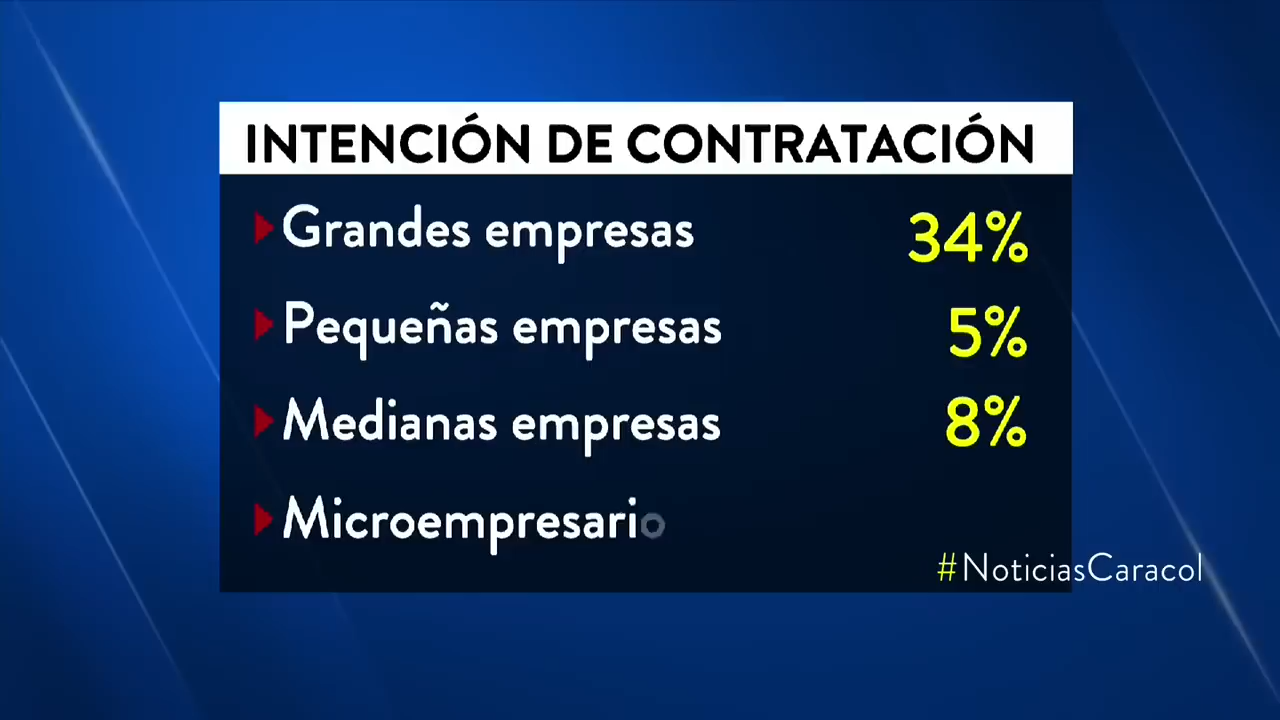 INTENCIÓN DE CONTRATACIÓN
Grandes empresas 34%
Pequeñas empresas 5%
Medianas empresas 8%
Microempresario
#NoticiasCaracol